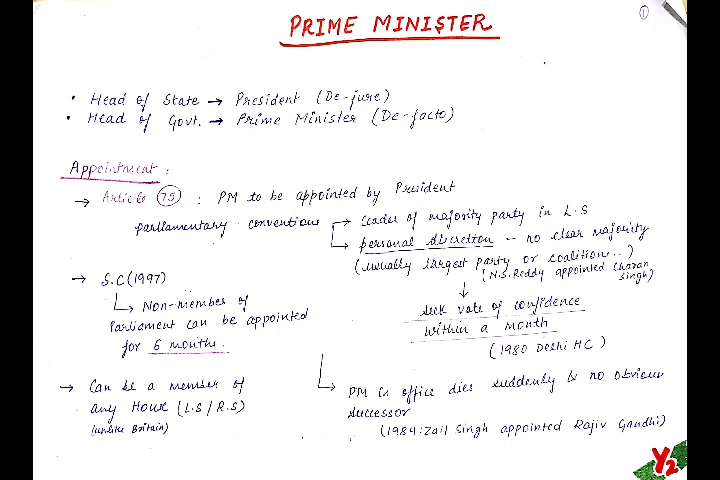 ①
PRIME MINISTER
• Head of State → President (De-jure)
• Head of Govt. → Prime Minister (De-facto)
Appointment :
→ Article 75 : PM to be appointed by President
parliamentary conventions → leader of majority party in L.S
→ personal discretion – no clear majority
(usually largest party or coalition...)
(N.S. Reddy appointed Charan Singh)
→ S.C (1997)
→ Non-member of
Parliament can be appointed
for 6 months.
↓
seek vote of confidence
within a month
(1980 Delhi HC)
→ Can be a member of
any House (L.S / R.S)
(unlike Britain)
→ PM in office dies suddenly & no obvious
successor
(1984: Zail Singh appointed Rajiv Gandhi)
Y2